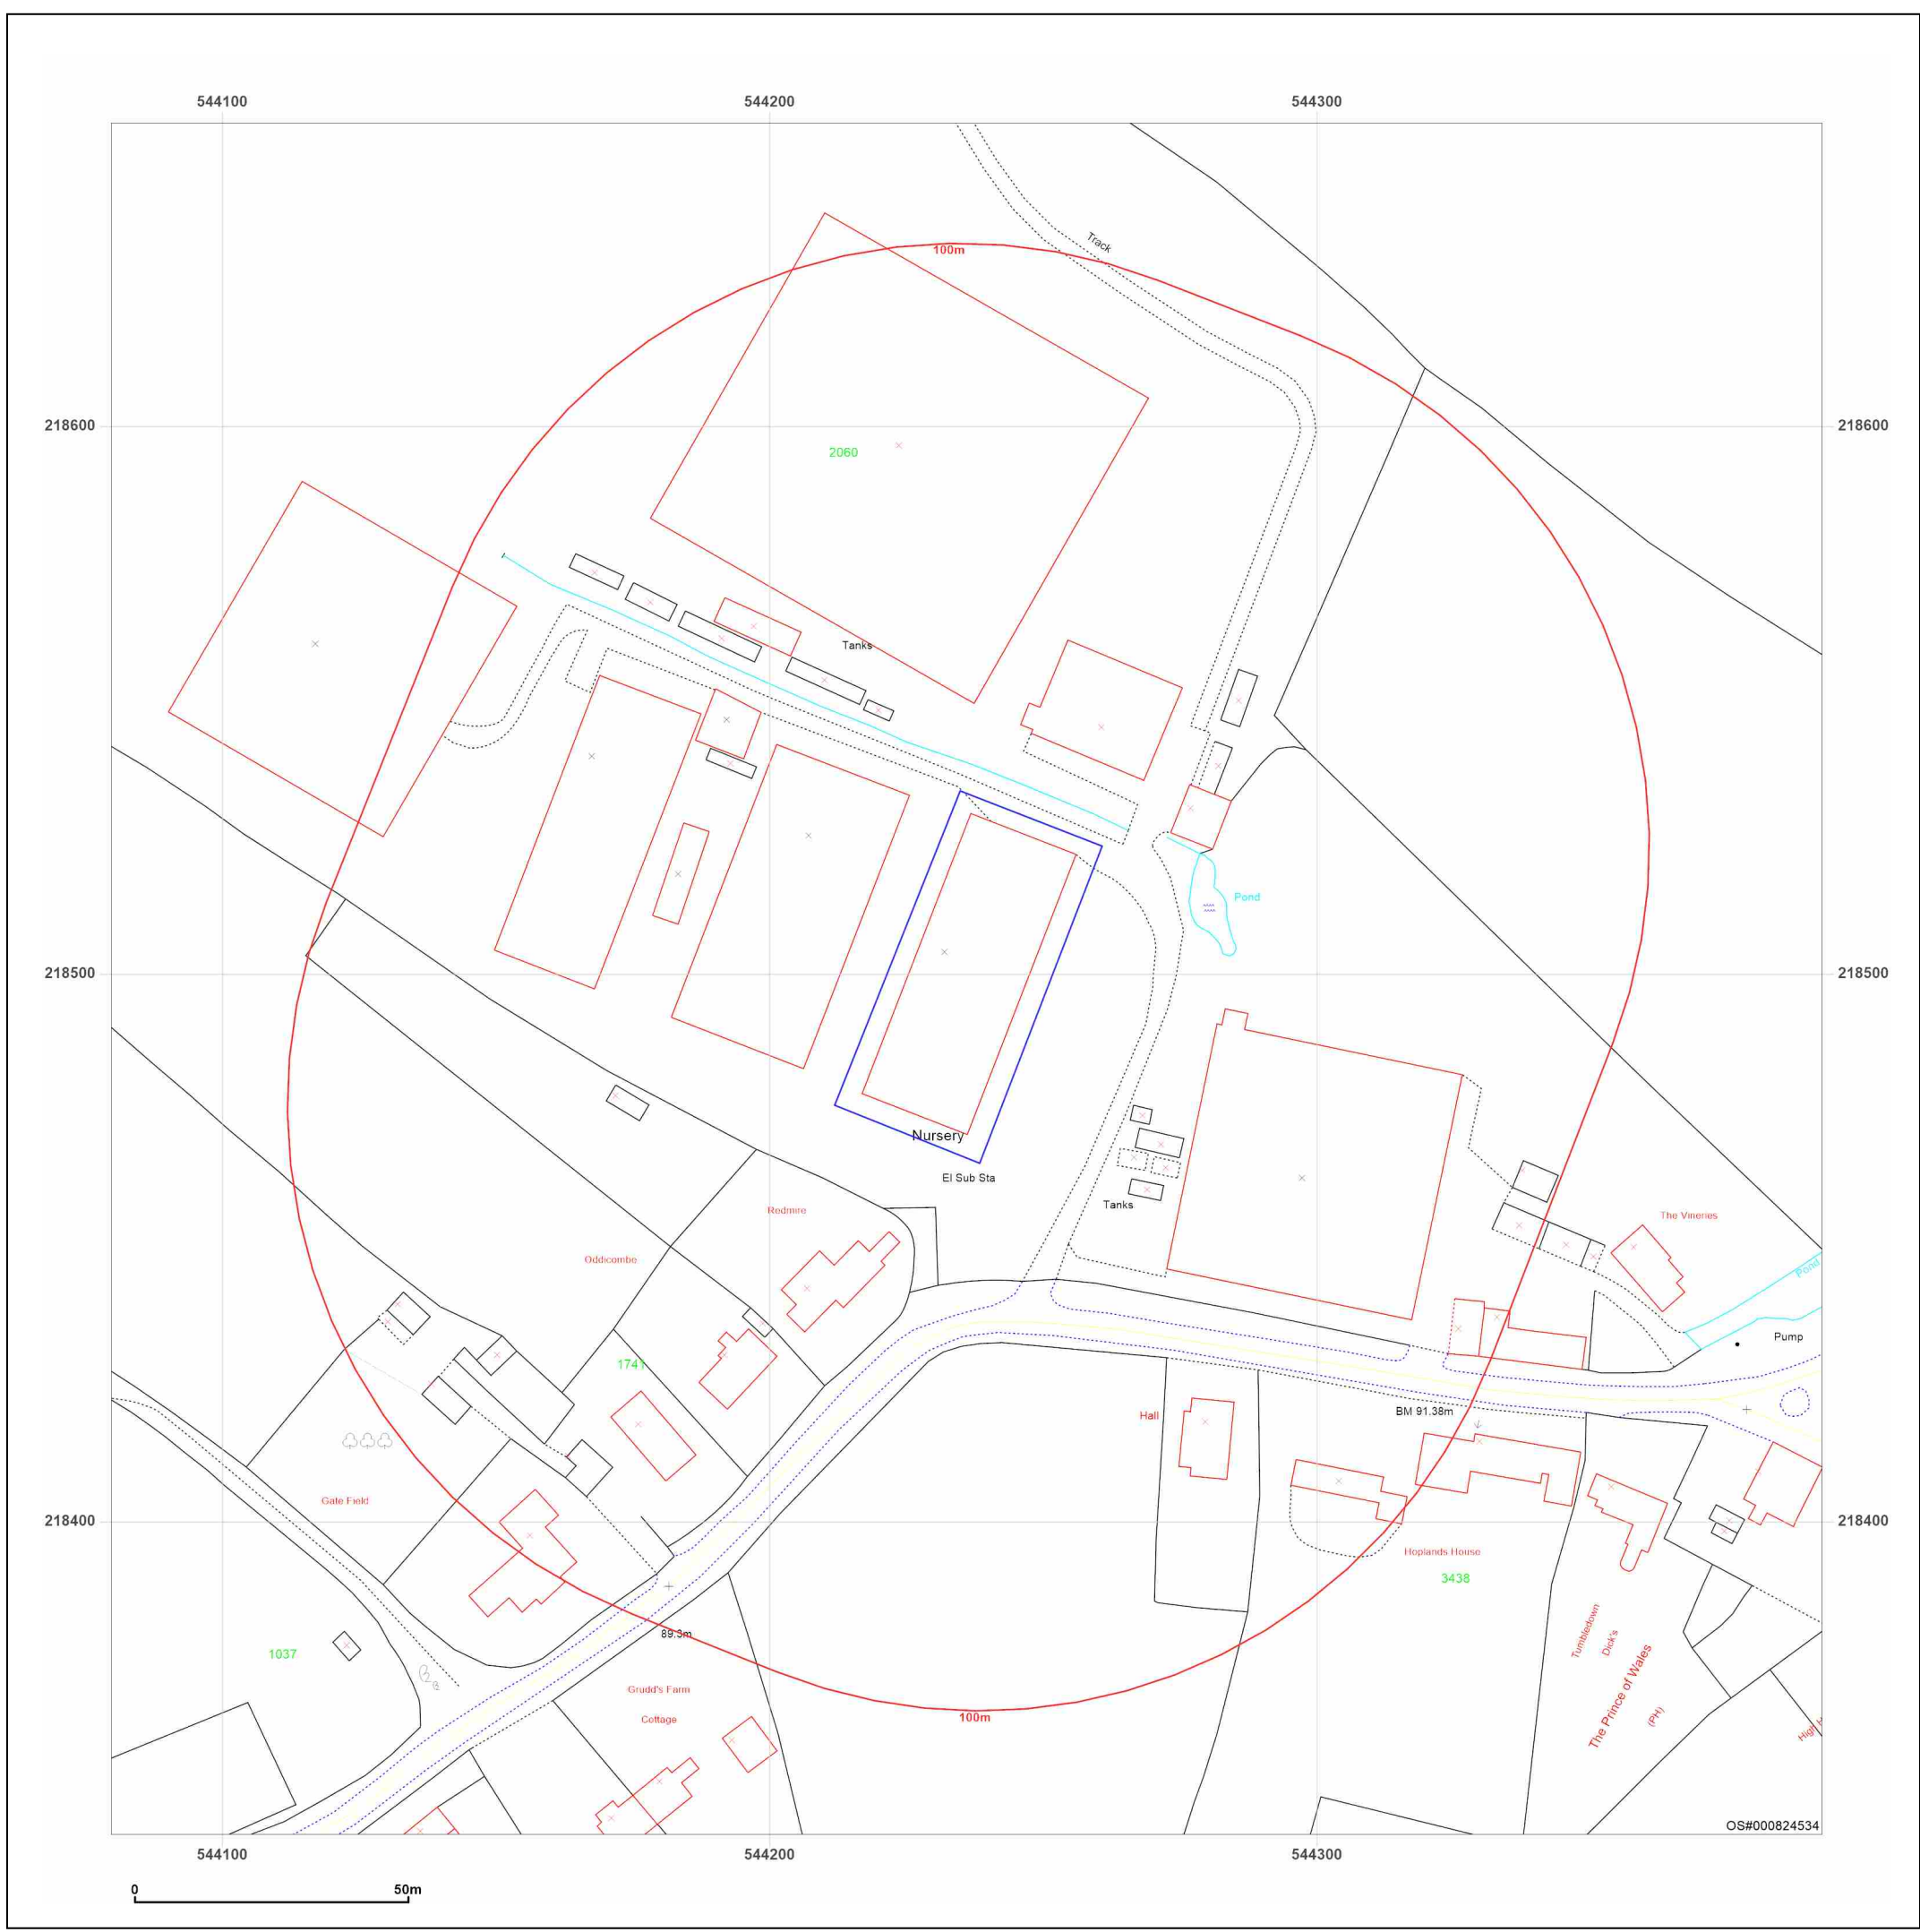 544100
544200
544300
Track
100m
218600
218600
2060
Tanks
Pond
218500
218500
Nursery
El Sub Sta
Tanks
Redmire
The Vineries
Oddicombe
Pond
Pump
1741
BM 91.38m
Hall
Gate Field
218400
218400
Hoplands House
3438
Tumbledown
Dick's
The Prince of Wales
(PH)
89.3m
1037
Grudd's Farm
Cottage
100m
High
OS#000824534
544100
544200
544300
0
50m